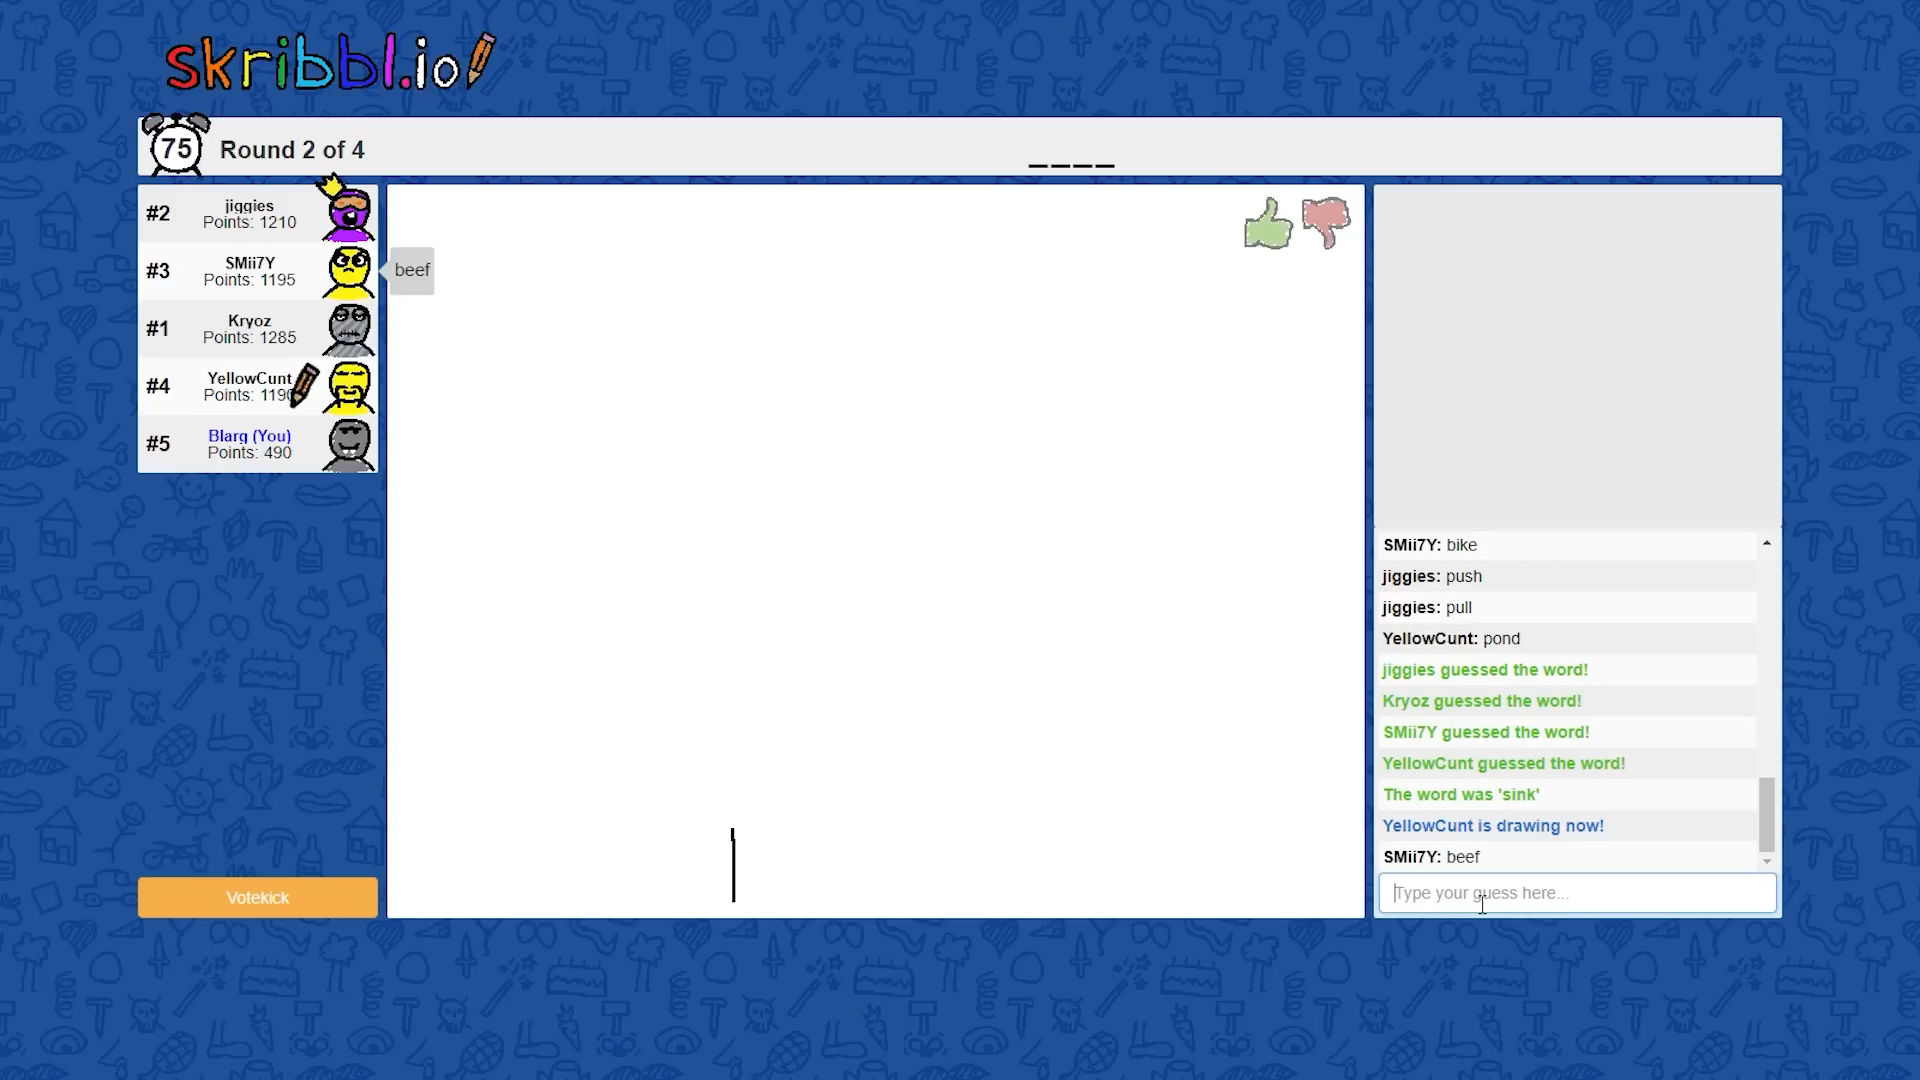 skribbl.io
75
Round 2 of 4
____
#2
jiggies
Points: 1210
#3
SMii7Y
Points: 1195
beef
#1
Kryoz
Points: 1285
#4
YellowCunt
Points: 1190
#5
Blarg (You)
Points: 490
Votekick
SMii7Y: bike
jiggies: push
jiggies: pull
YellowCunt: pond
jiggies guessed the word!
Kryoz guessed the word!
SMii7Y guessed the word!
YellowCunt guessed the word!
The word was 'sink'
YellowCunt is drawing now!
SMii7Y: beef
Type your guess here...